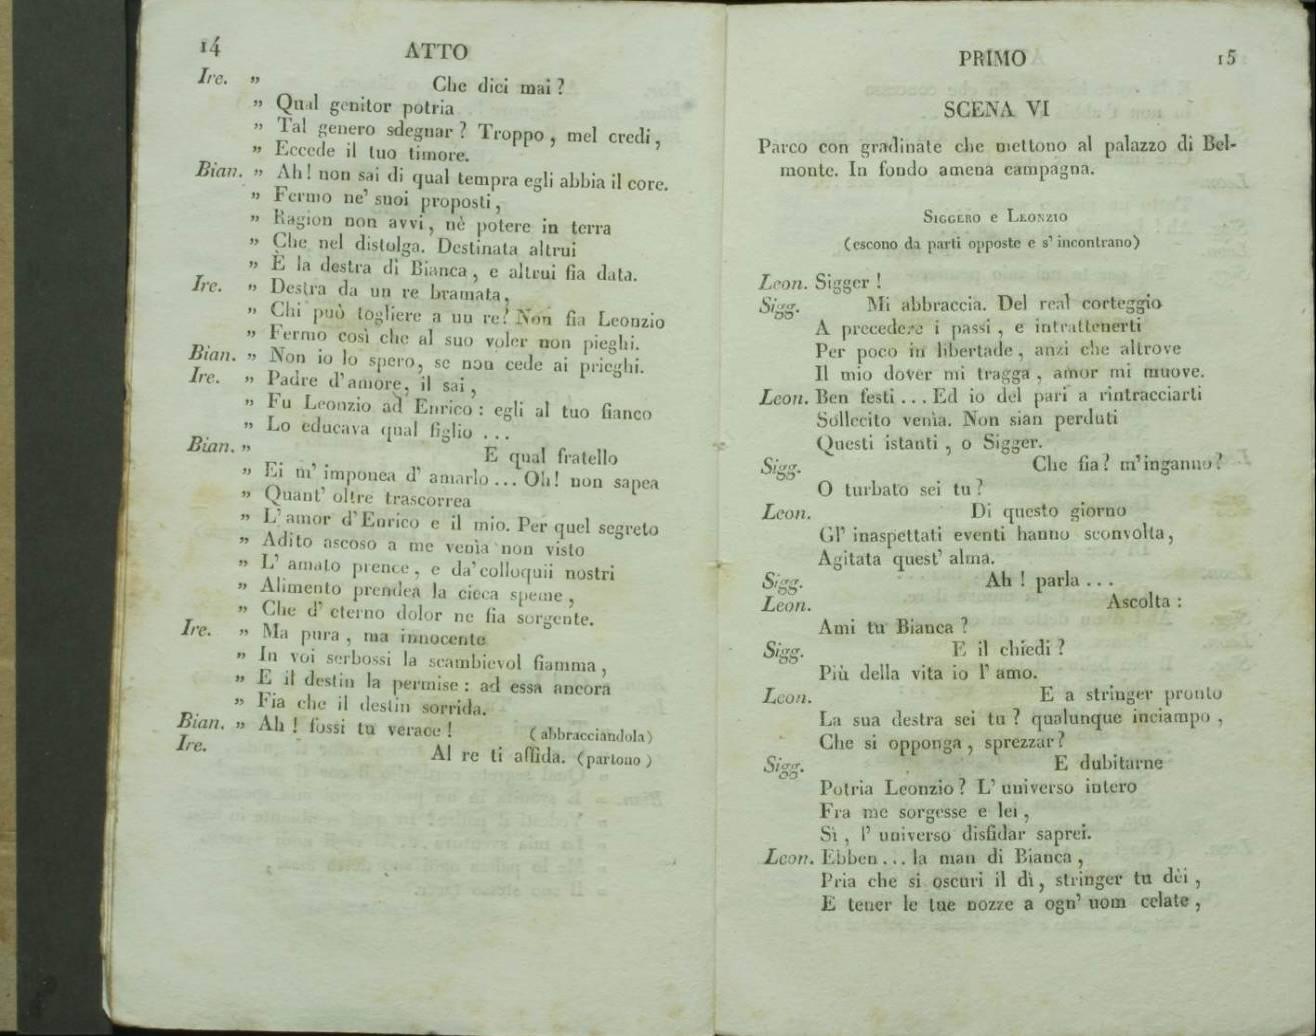 14 ATTO
Ire. „ Che dici mai?
„ Qual genitor potria
„ Tal genero sdegnar? Troppo, mel credi,
„ Eccede il tuo timore.
Bian. „ Ah! non sai di qual tempra egli abbia il core.
„ Fermo ne' suoi proposti,
„ Ragion non avvi, nè potere in terra
„ Che nel distolga. Destinata altrui
„ È la destra di Bianca, e altrui fia data.
Ire. „ Destra da un re bramata,
„ Chi può togliere a un re? Non fia Leonzio
„ Fermo così che al suo voler non pieghi.
Bian. „ Non io lo spero, se non cede ai prieghi.
Ire. „ Padre d'amore, il sai,
„ Fu Leonzio ad Enrico: egli al tuo fianco
„ Lo educava qual figlio ...
Bian. „ E qual fratello
„ Ei m' imponea d' amarlo ... Oh! non sapea
„ Quant' oltre trascorrea
„ L' amor d'Enrico e il mio. Per quel segreto
„ Adito ascoso a me venìa non visto
„ L' amato prence, e da' colloquii nostri
„ Alimento prendea la cieca speme,
„ Che d' eterno dolor ne fia sorgente.
Ire. „ Ma pura, ma innocente
„ In voi serbossi la scambievol fiamma,
„ E il destin la permise: ad essa ancora
„ Fia che il destin sorrida.
Bian. „ Ah! fossi tu verace! (abbracciandola)
Ire. Al re ti affida. (partono)
PRIMO 15
SCENA VI
Parco con gradinate che mettono al palazzo di Bel-
monte. In fondo amena campagna.
SIGGERO e LEONZIO
(escono da parti opposte e s' incontrano)
Leon. Sigger!
Sigg. Mi abbraccia. Del real corteggio
A precedere i passi, e intrattenerti
Per poco in libertade, anzi che altrove
Il mio dover mi tragga, amor mi muove.
Leon. Ben festi ... Ed io del pari a rintracciarti
Sollecito venìa. Non sian perduti
Questi istanti, o Sigger.
Sigg. Che fia? m'inganno?
O turbato sei tu?
Leon. Di questo giorno
Gl' inaspettati eventi hanno sconvolta,
Agitata quest' alma.
Sigg. Ah! parla ...
Leon. Ascolta:
Ami tu Bianca?
Sigg. E il chiedi?
Più della vita io l' amo.
Leon. E a stringer pronto
La sua destra sei tu? qualunque inciampo,
Che si opponga, sprezzar?
Sigg. E dubitarne
Potria Leonzio? L' universo intero
Fra me sorgesse e lei,
Sì, l' universo disfidar saprei.
Leon. Ebben ... la man di Bianca,
Pria che si oscuri il dì, stringer tu dèi,
E tener le tue nozze a ogn' uom celate,